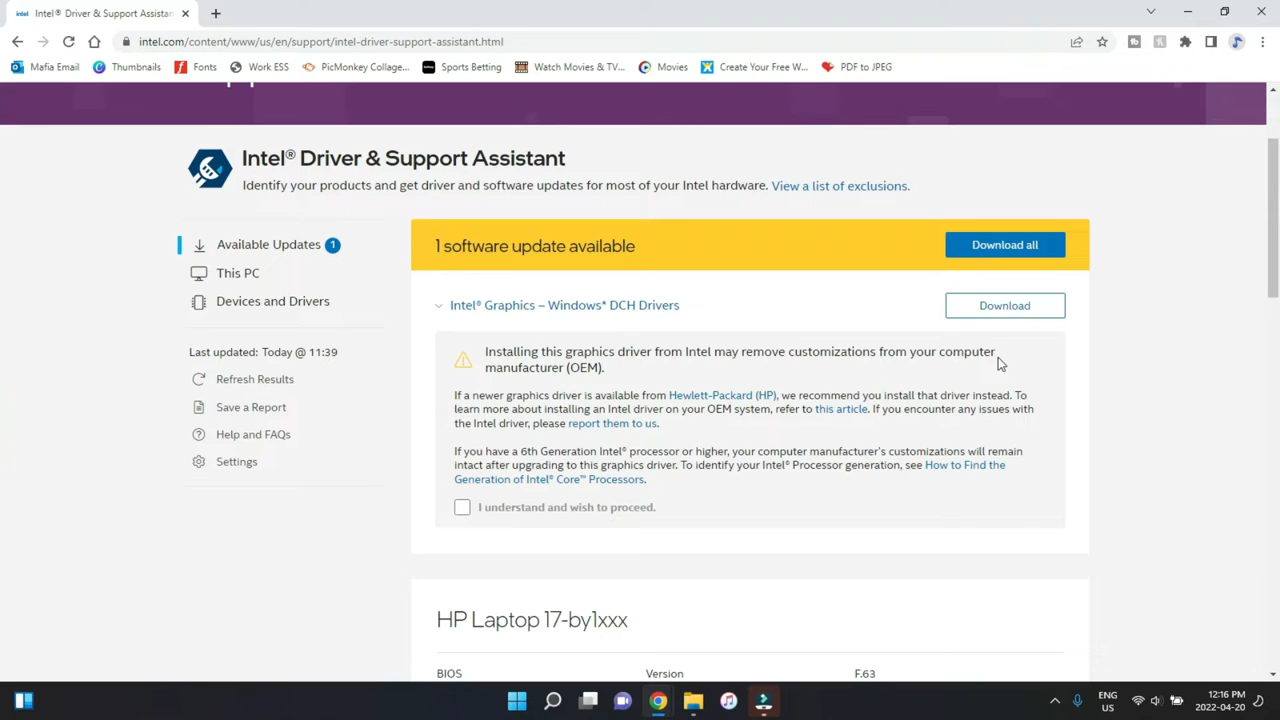 intel Intel® Driver & Support Assistan
intel.com/content/www/us/en/support/intel-driver-support-assistant.html
Mafia Email Thumbnails Fonts Work ESS PicMonkey Collage... Sports Betting Watch Movies & TV... Movies Create Your Free W... PDF to JPEG
Intel® Driver & Support Assistant
Identify your products and get driver and software updates for most of your Intel hardware. View a list of exclusions.
Available Updates 1
This PC
Devices and Drivers
Last updated: Today @ 11:39
Refresh Results
Save a Report
Help and FAQs
Settings
1 software update available Download all
Intel® Graphics – Windows* DCH Drivers Download
Installing this graphics driver from Intel may remove customizations from your computer
manufacturer (OEM).
If a newer graphics driver is available from Hewlett-Packard (HP), we recommend you install that driver instead. To
learn more about installing an Intel driver on your OEM system, refer to this article. If you encounter any issues with
the Intel driver, please report them to us.
If you have a 6th Generation Intel® processor or higher, your computer manufacturer's customizations will remain
intact after upgrading to this graphics driver. To identify your Intel® Processor generation, see How to Find the
Generation of Intel® Core™ Processors.
I understand and wish to proceed.
HP Laptop 17-by1xxx
BIOS Version F.63
ENG
US
12:16 PM
2022-04-20